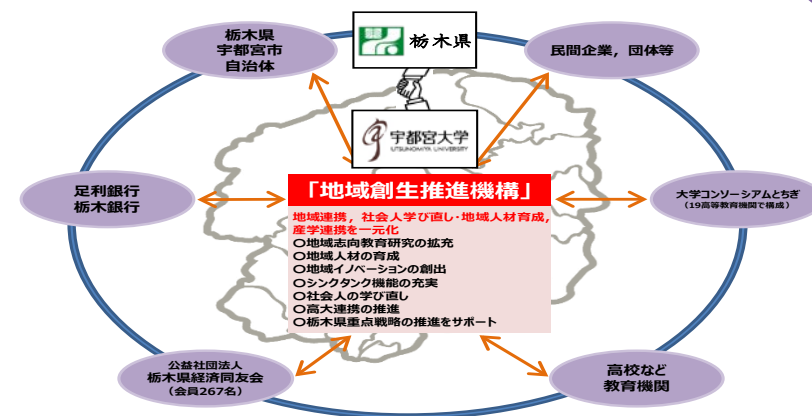 栃木県
宇都宮市
自治体
栃木県
民間企業，団体等
宇都宮大学
UTSUNOMIYA UNIVERSITY
足利銀行
栃木銀行
「地域創生推進機構」
地域連携，社会人学び直し・地域人材育成，
産学連携を一元化
〇地域志向教育研究の拡充
〇地域人材の育成
〇地域イノベーションの創出
〇シンクタンク機能の充実
〇社会人の学び直し
〇高大連携の推進
〇栃木県重点戦略の推進をサポート
大学コンソーシアムとちぎ
（19高等教育機関で構成）
公益社団法人
栃木県経済同友会
（会員267名）
高校など
教育機関